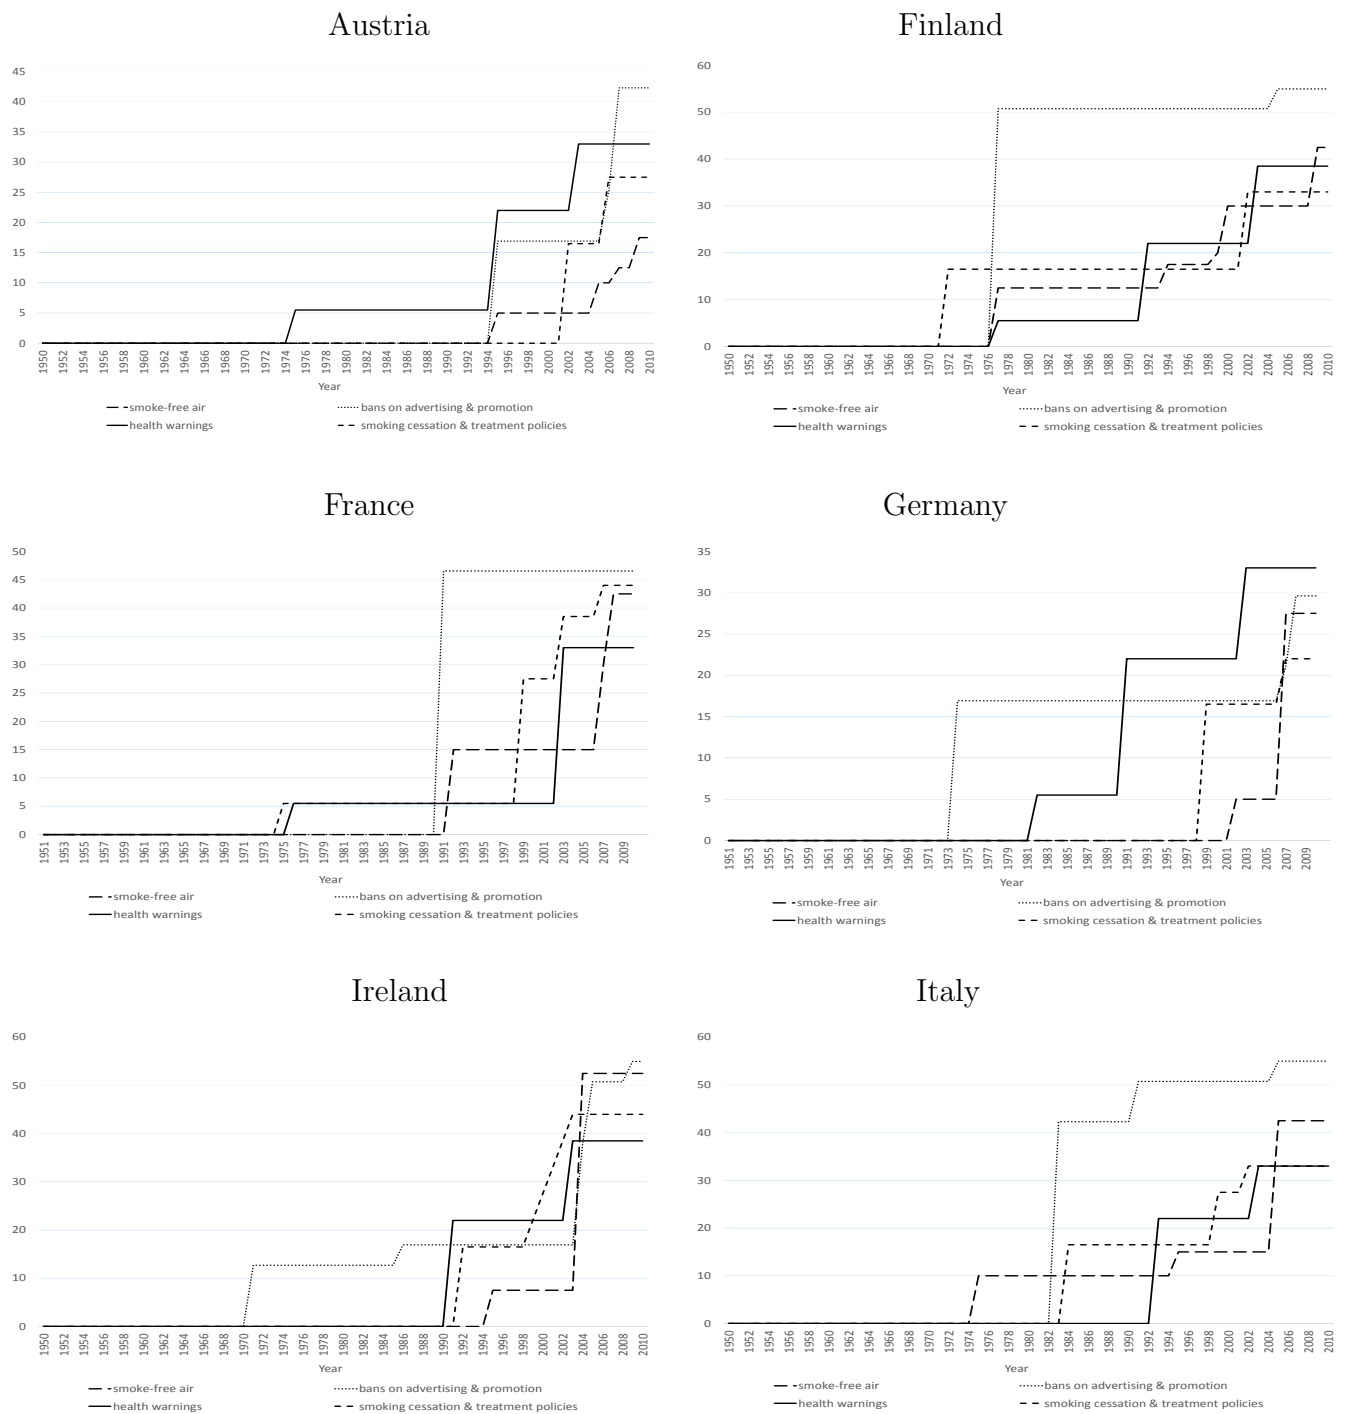 Austria
45
40
35
30
25
20
15
10
5
0
1950 1952 1954 1956 1958 1960 1962 1964 1966 1968 1970 1972 1974 1976 1978 1980 1982 1984 1986 1988 1990 1992 1994 1996 1998 2000 2002 2004 2006 2008 2010
Year
smoke-free air bans on advertising & promotion
health warnings smoking cessation & treatment policies
Finland
60
50
40
30
20
10
0
1950 1952 1954 1956 1958 1960 1962 1964 1966 1968 1970 1972 1974 1976 1978 1980 1982 1984 1986 1988 1990 1992 1994 1996 1998 2000 2002 2004 2006 2008 2010
Year
smoke-free air bans on advertising & promotion
health warnings smoking cessation & treatment policies
France
50
45
40
35
30
25
20
15
10
5
0
1951 1953 1955 1957 1959 1961 1963 1965 1967 1969 1971 1973 1975 1977 1979 1981 1983 1985 1987 1989 1991 1993 1995 1997 1999 2001 2003 2005 2007 2009
Year
smoke-free air bans on advertising & promotion
health warnings smoking cessation & treatment policies
Germany
35
30
25
20
15
10
5
0
1951 1953 1955 1957 1959 1961 1963 1965 1967 1969 1971 1973 1975 1977 1979 1981 1983 1985 1987 1989 1991 1993 1995 1997 1999 2001 2003 2005 2007 2009
Year
smoke-free air bans on advertising & promotion
health warnings smoking cessation & treatment policies
Ireland
60
50
40
30
20
10
0
1950 1952 1954 1956 1958 1960 1962 1964 1966 1968 1970 1972 1974 1976 1978 1980 1982 1984 1986 1988 1990 1992 1994 1996 1998 2000 2002 2004 2006 2008 2010
Year
smoke-free air bans on advertising & promotion
health warnings smoking cessation & treatment policies
Italy
60
50
40
30
20
10
0
1950 1952 1954 1956 1958 1960 1962 1964 1966 1968 1970 1972 1974 1976 1978 1980 1982 1984 1986 1988 1990 1992 1994 1996 1998 2000 2002 2004 2006 2008 2010
Year
smoke-free air bans on advertising & promotion
health warnings smoking cessation & treatment policies